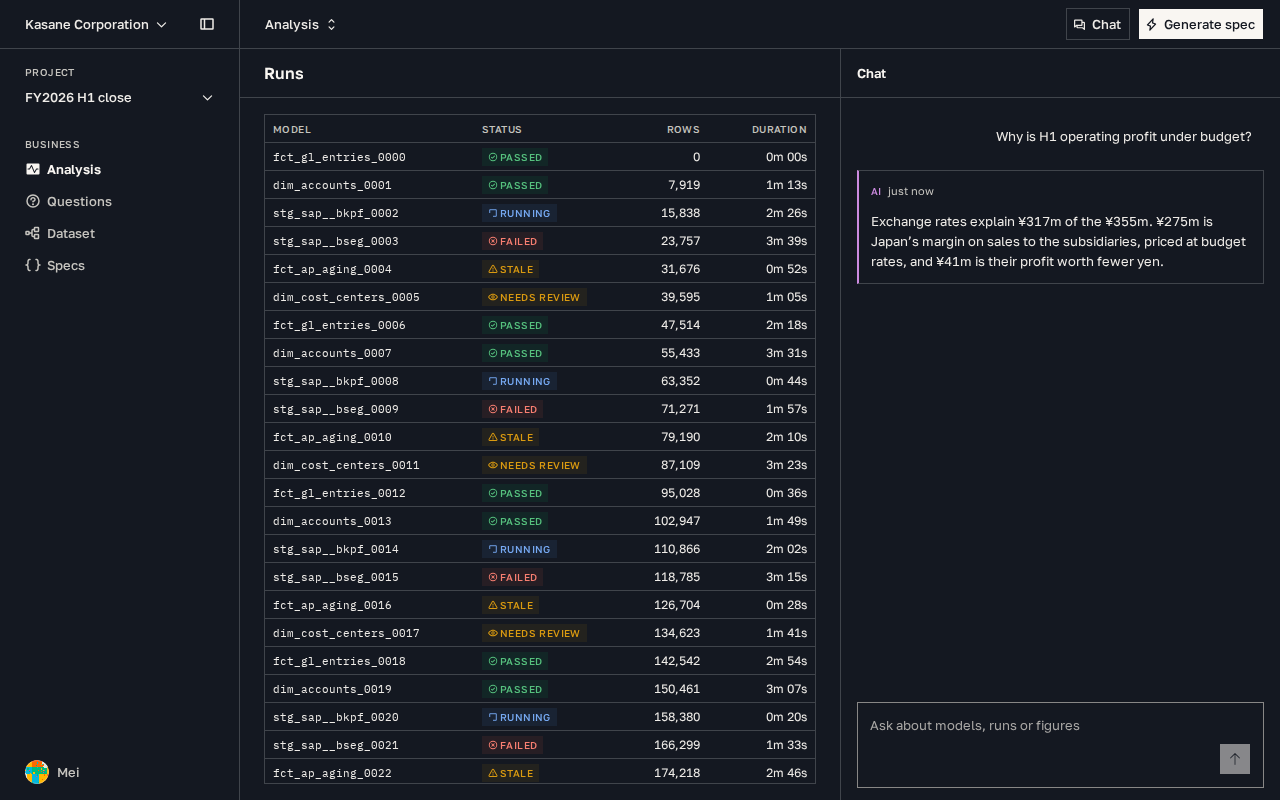 Kasane Corporation
Analysis
Chat
Generate spec
PROJECT
FY2026 H1 close
BUSINESS
Analysis
Questions
Dataset
Specs
Mei
Runs
MODEL STATUS ROWS DURATION
fct_gl_entries_0000 PASSED 0 0m 00s
dim_accounts_0001 PASSED 7,919 1m 13s
stg_sap__bkpf_0002 RUNNING 15,838 2m 26s
stg_sap__bseg_0003 FAILED 23,757 3m 39s
fct_ap_aging_0004 STALE 31,676 0m 52s
dim_cost_centers_0005 NEEDS REVIEW 39,595 1m 05s
fct_gl_entries_0006 PASSED 47,514 2m 18s
dim_accounts_0007 PASSED 55,433 3m 31s
stg_sap__bkpf_0008 RUNNING 63,352 0m 44s
stg_sap__bseg_0009 FAILED 71,271 1m 57s
fct_ap_aging_0010 STALE 79,190 2m 10s
dim_cost_centers_0011 NEEDS REVIEW 87,109 3m 23s
fct_gl_entries_0012 PASSED 95,028 0m 36s
dim_accounts_0013 PASSED 102,947 1m 49s
stg_sap__bkpf_0014 RUNNING 110,866 2m 02s
stg_sap__bseg_0015 FAILED 118,785 3m 15s
fct_ap_aging_0016 STALE 126,704 0m 28s
dim_cost_centers_0017 NEEDS REVIEW 134,623 1m 41s
fct_gl_entries_0018 PASSED 142,542 2m 54s
dim_accounts_0019 PASSED 150,461 3m 07s
stg_sap__bkpf_0020 RUNNING 158,380 0m 20s
stg_sap__bseg_0021 FAILED 166,299 1m 33s
fct_ap_aging_0022 STALE 174,218 2m 46s
Chat
Why is H1 operating profit under budget?
AI just now
Exchange rates explain ¥317m of the ¥355m. ¥275m is
Japan’s margin on sales to the subsidiaries, priced at budget
rates, and ¥41m is their profit worth fewer yen.
Ask about models, runs or figures